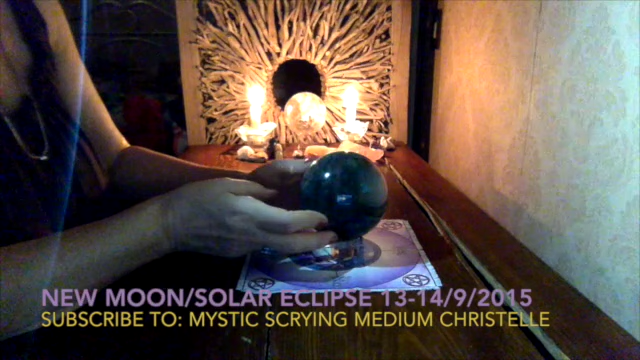 NEW MOON/SOLAR ECLIPSE 13-14/9/2015
SUBSCRIBE TO: MYSTIC SCRYING MEDIUM CHRISTELLE